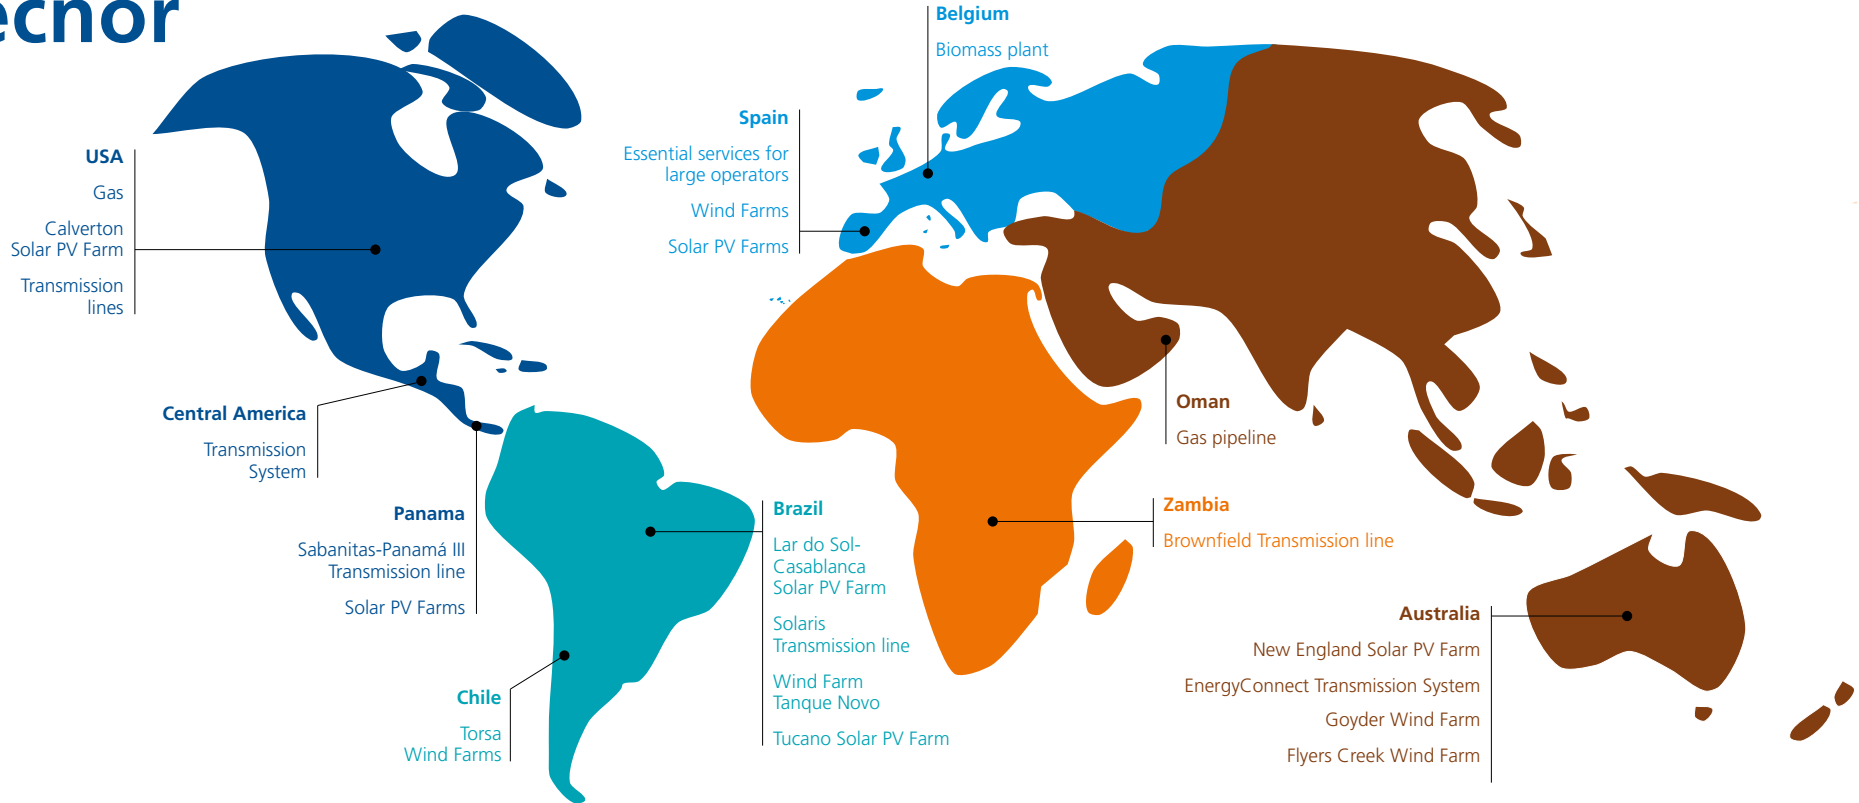 ecnor
USA
Gas
Calverton
Solar PV Farm
Transmission
lines
Central America
Transmission
System
Panama
Sabanitas-Panamá III
Transmission line
Solar PV Farms
Chile
Torsa
Wind Farms
Brazil
Lar do Sol-
Casablanca
Solar PV Farm
Solaris
Transmission line
Wind Farm
Tanque Novo
Tucano Solar PV Farm
Spain
Essential services for
large operators
Wind Farms
Solar PV Farms
Belgium
Biomass plant
Oman
Gas pipeline
Zambia
Brownfield Transmission line
Australia
New England Solar PV Farm
EnergyConnect Transmission System
Goyder Wind Farm
Flyers Creek Wind Farm